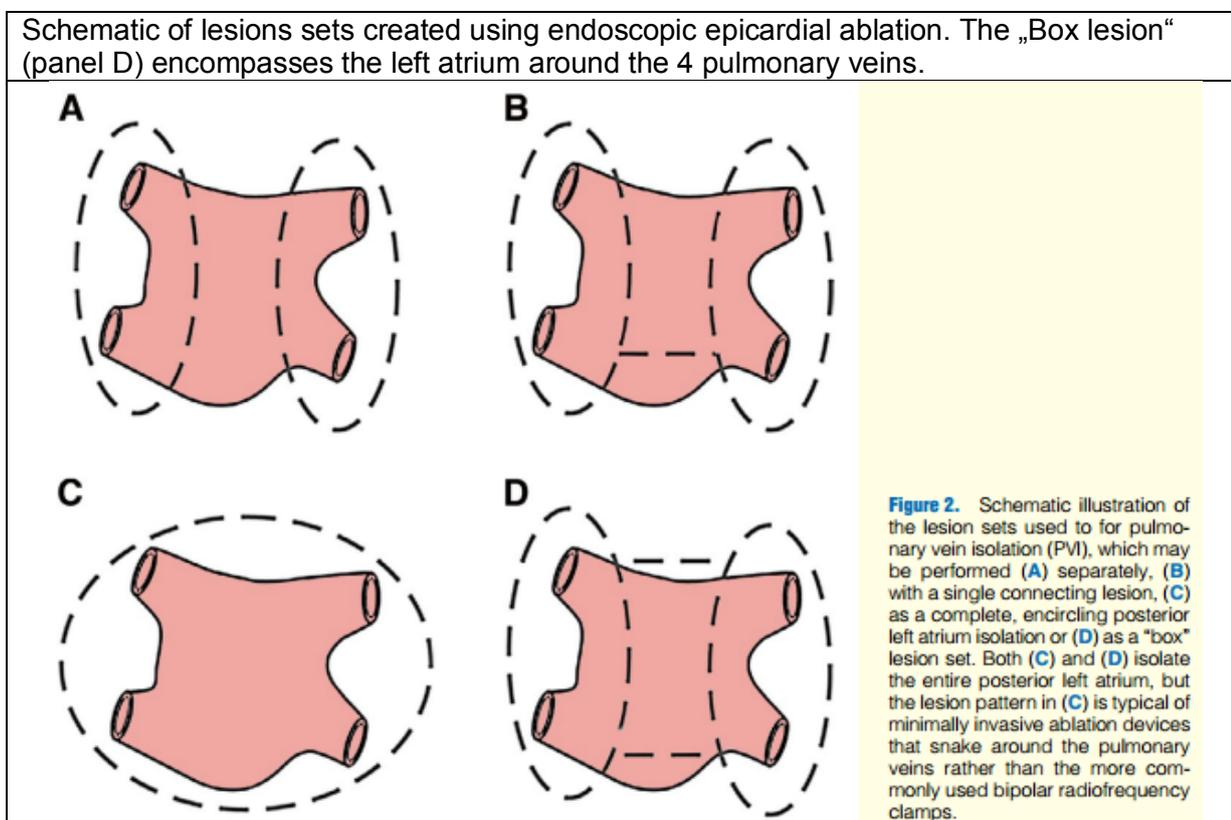 Schematic of lesions sets created using endoscopic epicardial ablation. The „Box lesion“
(panel D) encompasses the left atrium around the 4 pulmonary veins.
A
B
C
D
Figure 2. Schematic illustration of
the lesion sets used to for pulmo-
nary vein isolation (PVI), which may
be performed (A) separately, (B)
with a single connecting lesion, (C)
as a complete, encircling posterior
left atrium isolation or (D) as a "box"
lesion set. Both (C) and (D) isolate
the entire posterior left atrium, but
the lesion pattern in (C) is typical of
minimally invasive ablation devices
that snake around the pulmonary
veins rather than the more com-
monly used bipolar radiofrequency
clamps.